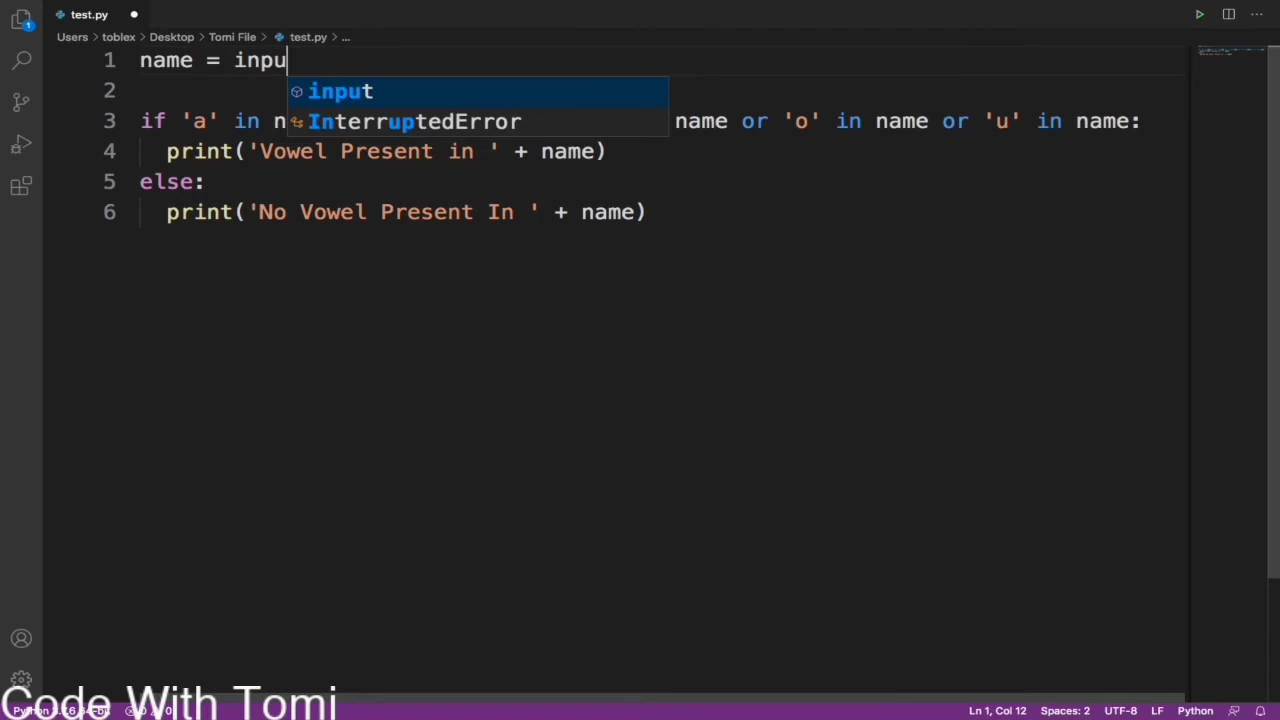 test.py
Users > toblex > Desktop > Tomi File > test.py > ...
1 name = inpu
input
InterruptedError
2
3 if 'a' in n name or 'o' in name or 'u' in name:
4 print('Vowel Present in ' + name)
5 else:
6 print('No Vowel Present In ' + name)
1
Code With Tomi
Ln 1, Col 12 Spaces: 2 UTF-8 LF Python